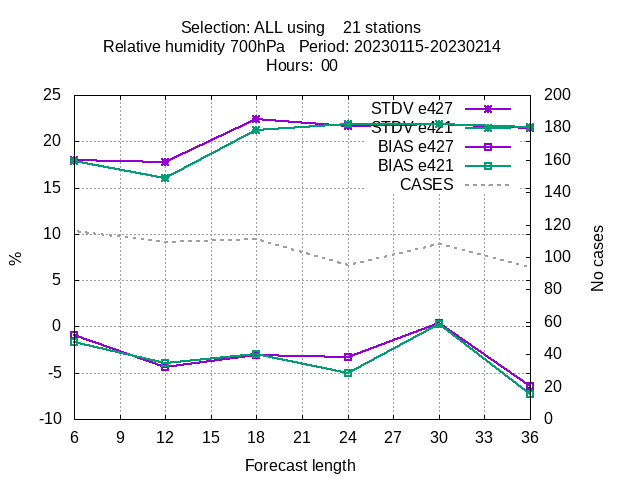 Selection: ALL using 21 stations
Relative humidity 700hPa Period: 20230115-20230214
Hours: 00
25
20
15
10
5
0
-5
-10
%
200
180
160
140
120
100
80
60
40
20
0
No cases
STDV e427
STDV e421
BIAS e427
BIAS e421
CASES
6 9 12 15 18 21 24 27 30 33 36
Forecast length